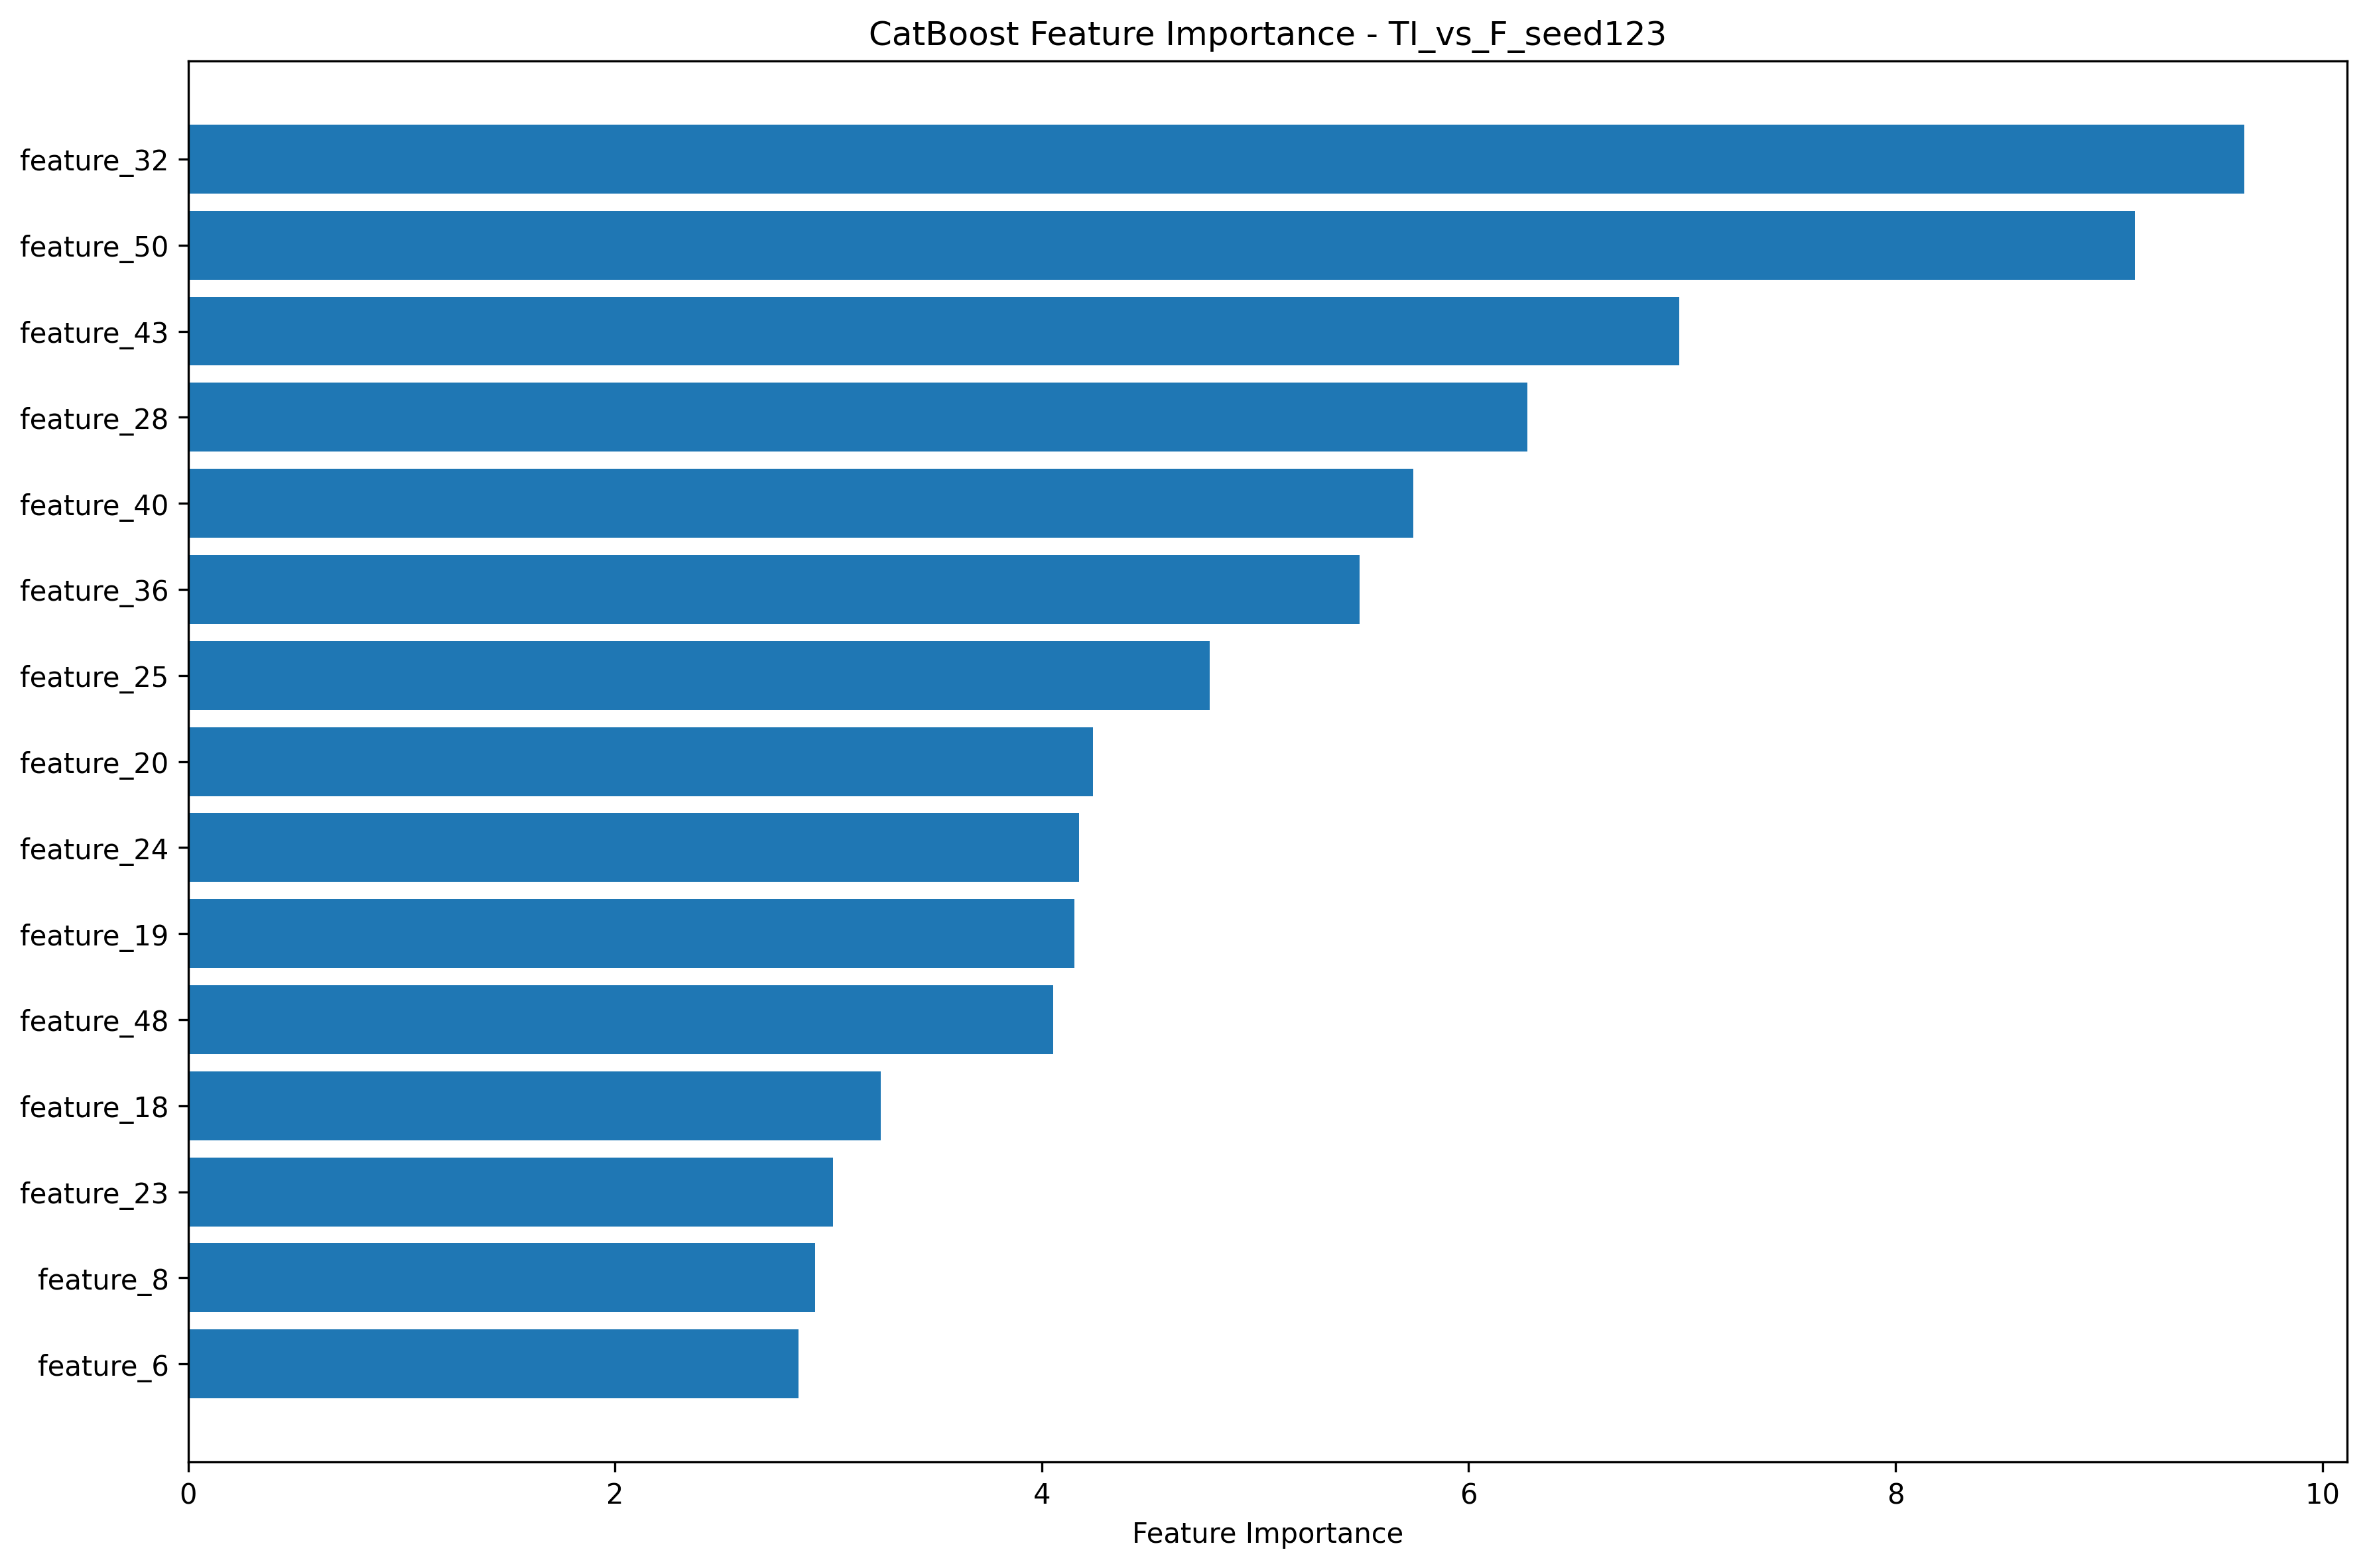 CatBoost Feature Importance - TI_vs_F_seed123
feature_32
feature_50
feature_43
feature_28
feature_40
feature_36
feature_25
feature_20
feature_24
feature_19
feature_48
feature_18
feature_23
feature_8
feature_6
0 2 4 6 8 10
Feature Importance